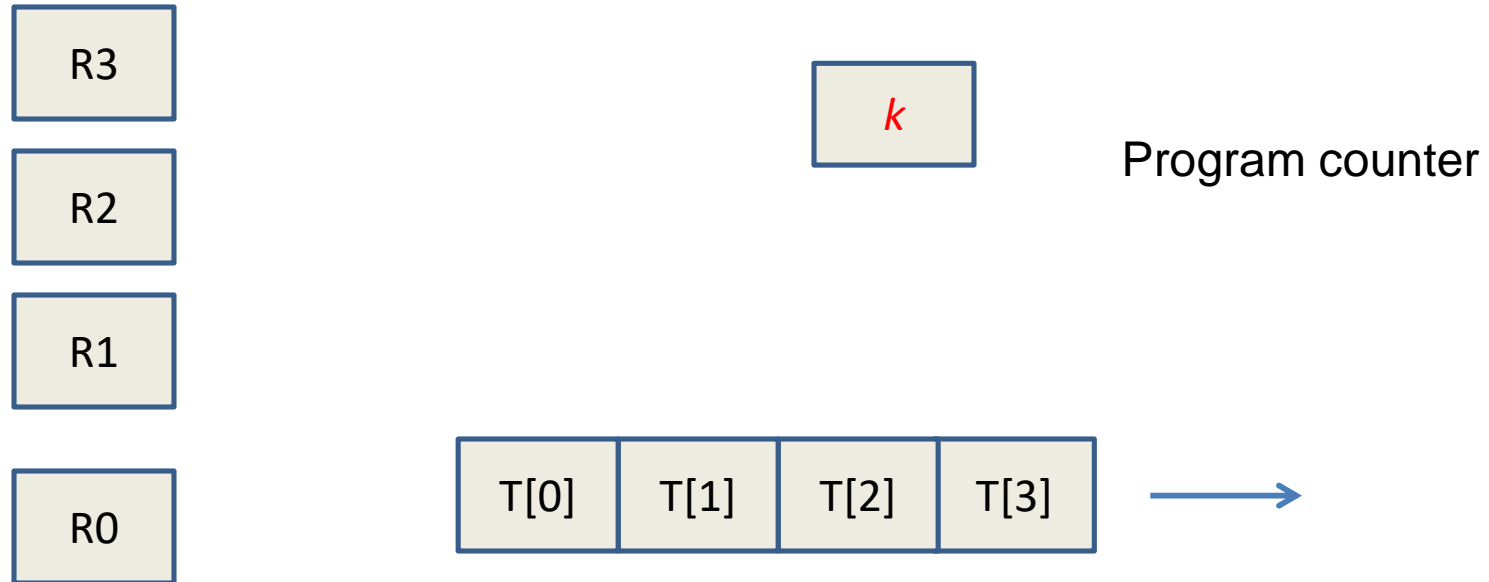 R3
R2
R1
R0
k
Program counter
T[0] T[1] T[2] T[3]